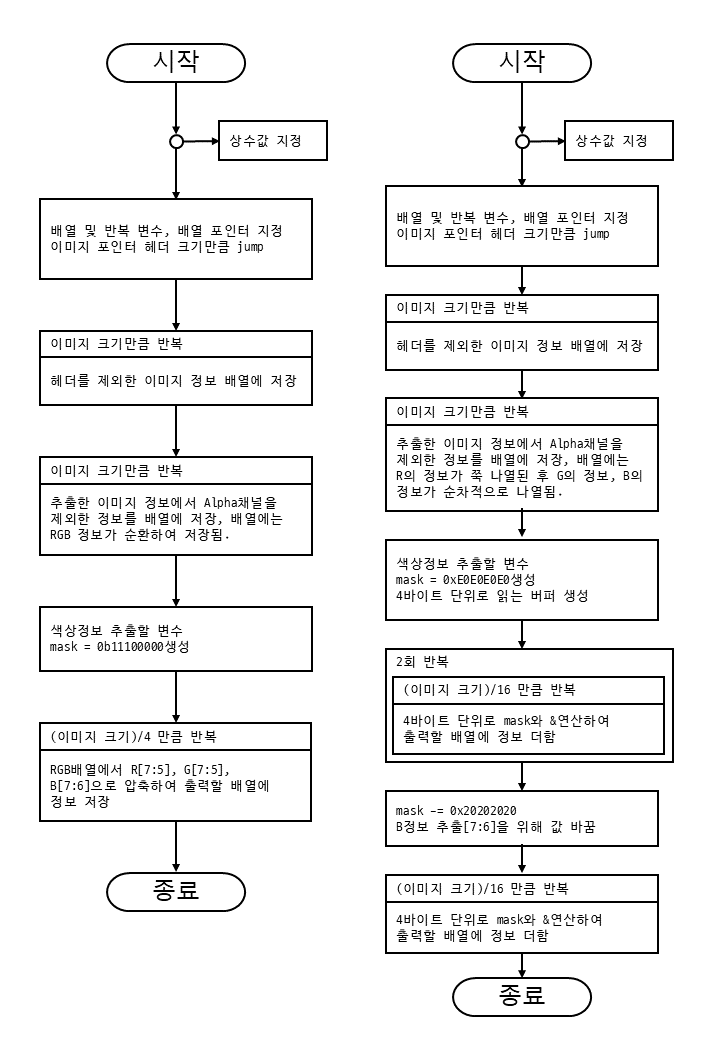 시작
상수값 지정
배열 및 반복 변수, 배열 포인터 지정
이미지 포인터 헤더 크기만큼 jump
이미지 크기만큼 반복
헤더를 제외한 이미지 정보 배열에 저장
이미지 크기만큼 반복
추출한 이미지 정보에서 Alpha채널을
제외한 정보를 배열에 저장, 배열에는
RGB 정보가 순환하여 저장됨.
색상정보 추출할 변수
mask = 0b11100000생성
(이미지 크기)/4 만큼 반복
RGB배열에서 R[7:5], G[7:5],
B[7:6]으로 압축하여 출력할 배열에
정보 저장
종료
시작
상수값 지정
배열 및 반복 변수, 배열 포인터 지정
이미지 포인터 헤더 크기만큼 jump
이미지 크기만큼 반복
헤더를 제외한 이미지 정보 배열에 저장
이미지 크기만큼 반복
추출한 이미지 정보에서 Alpha채널을
제외한 정보를 배열에 저장, 배열에는
R의 정보가 쭉 나열된 후 G의 정보, B의
정보가 순차적으로 나열됨.
색상정보 추출할 변수
mask = 0xE0E0E0E0생성
4바이트 단위로 읽는 버퍼 생성
2회 반복
(이미지 크기)/16 만큼 반복
4바이트 단위로 mask와 &연산하여
출력할 배열에 정보 더함
mask -= 0x20202020
B정보 추출[7:6]을 위해 값 바꿈
(이미지 크기)/16 만큼 반복
4바이트 단위로 mask와 &연산하여
출력할 배열에 정보 더함
종료